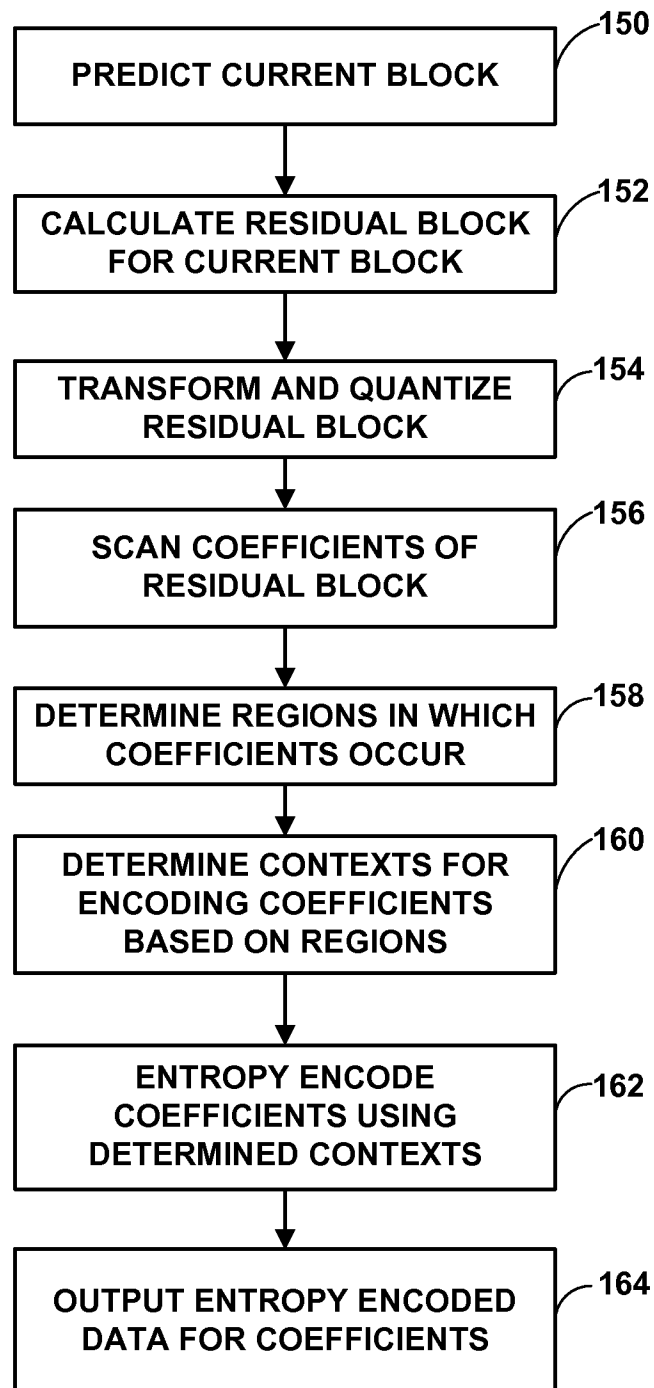 150
PREDICT CURRENT BLOCK
152
CALCULATE RESIDUAL BLOCK
FOR CURRENT BLOCK
154
TRANSFORM AND QUANTIZE
RESIDUAL BLOCK
156
SCAN COEFFICIENTS OF
RESIDUAL BLOCK
158
DETERMINE REGIONS IN WHICH
COEFFICIENTS OCCUR
160
DETERMINE CONTEXTS FOR
ENCODING COEFFICIENTS
BASED ON REGIONS
162
ENTROPY ENCODE
COEFFICIENTS USING
DETERMINED CONTEXTS
164
OUTPUT ENTROPY ENCODED
DATA FOR COEFFICIENTS